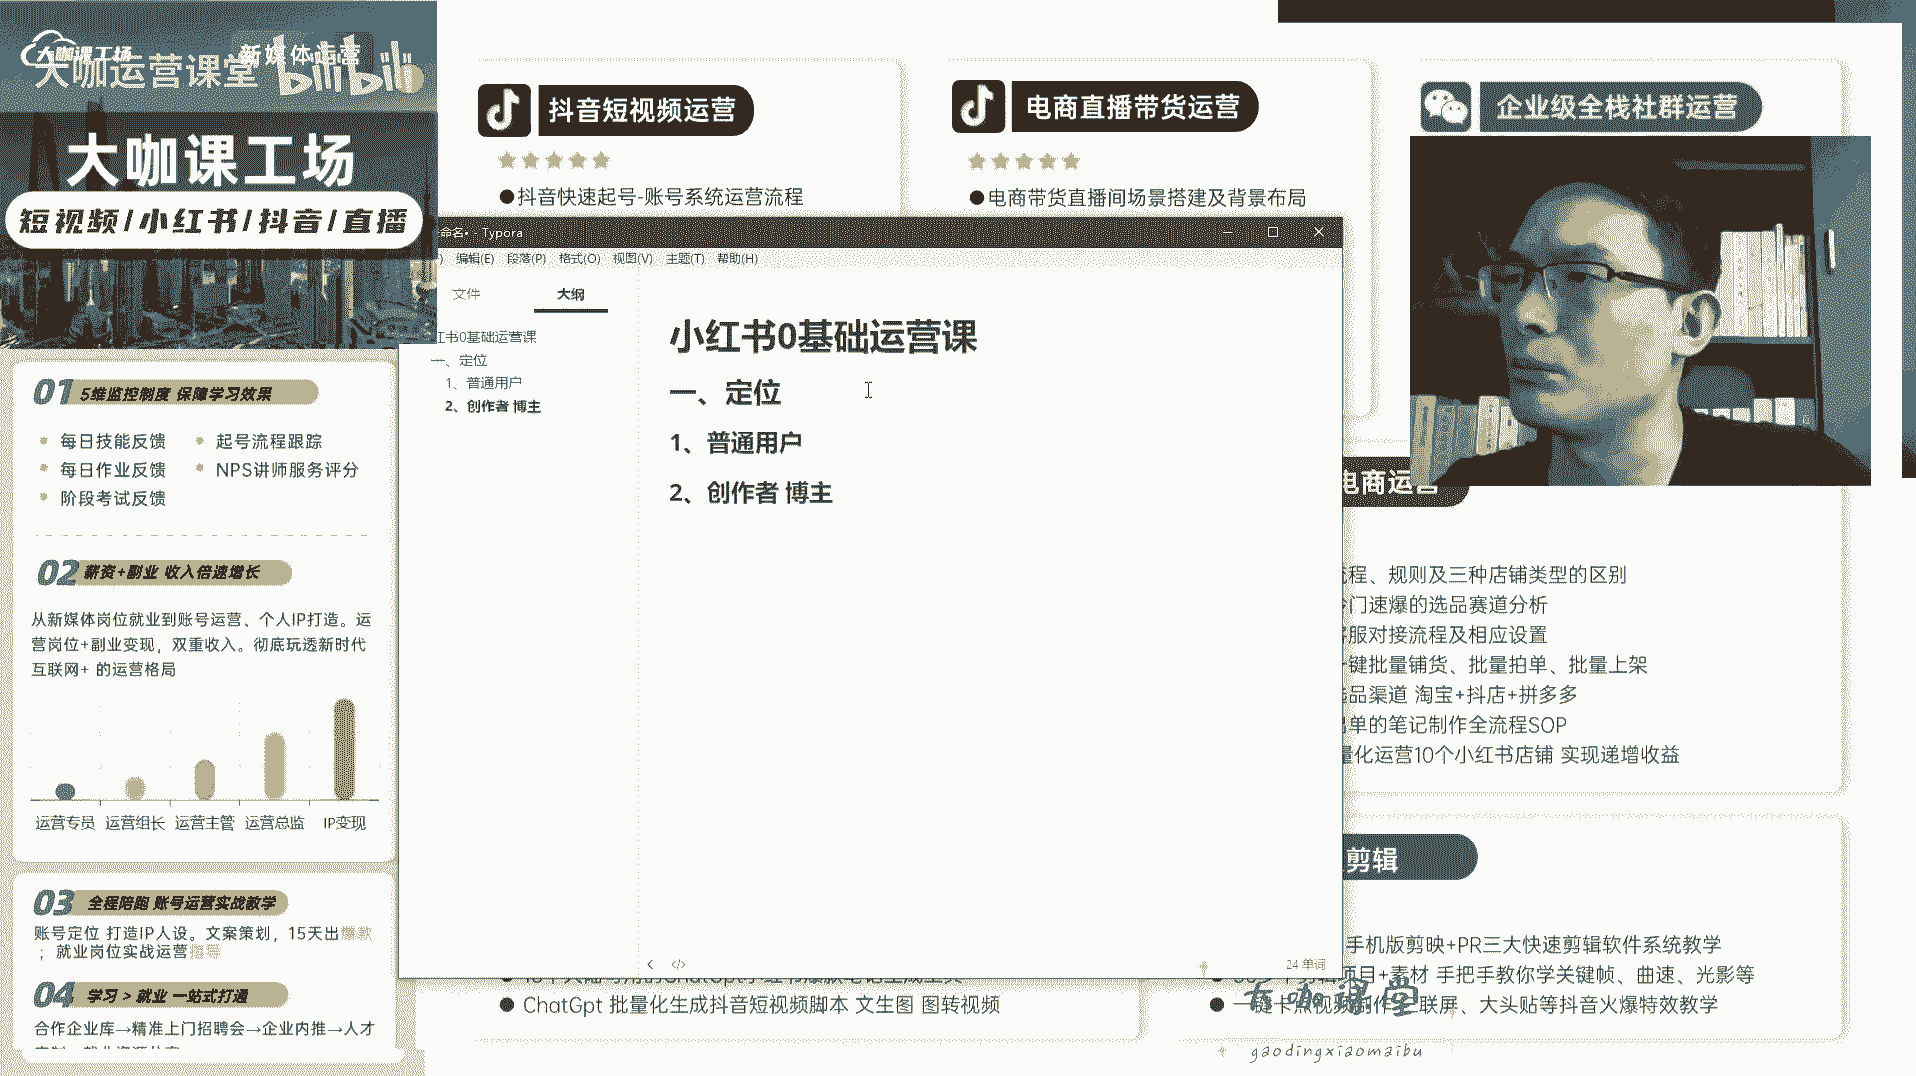 大咖课工场
新媒体运营
大咖运营课堂
bilibili
大咖课工场
短视频/小红书/抖音/直播
01 5维监控制度 保障学习效果
每日技能反馈
起号流程跟踪
每日作业反馈
NPS讲师服务评分
阶段考试反馈
02 薪资+副业 收入倍速增长
从新媒体岗位就业到账号运营、个人IP打造。运
营岗位+副业变现，双重收入。彻底玩透新时代
互联网+ 的运营格局
运营专员 运营组长 运营主管 运营总监 IP变现
03 全程陪跑 账号运营实战教学
账号定位 打造IP人设。文案策划，15天出爆款
；就业岗位实战运营指导
04 学习 > 就业 一站式打通
合作企业库→精准上门招聘会→企业内推→人才
抖音短视频运营
●抖音快速起号-账号系统运营流程
电商直播带货运营
●电商带货直播间场景搭建及背景布局
企业级全栈社群运营
命名• - Typora
编辑(E) 段落(P) 格式(O) 视图(V) 主题(T) 帮助(H)
文件 大纲
红书0基础运营课
一、定位
1、普通用户
2、创作者 博主
小红书0基础运营课
一、定位
1、普通用户
2、创作者 博主
24 单词
电商运营
流程、规则及三种店铺类型的区别
冷门速爆的选品赛道分析
客服对接流程及相应设置
一键批量铺货、批量拍单、批量上架
选品渠道 淘宝+抖店+拼多多
出单的笔记制作全流程SOP
量化运营10个小红书店铺 实现递增收益
剪辑
手机版剪映+PR三大快速剪辑软件系统教学
项目+素材 手把手教你学关键帧、曲速、光影等
● ChatGpt 批量化生成抖音短视频脚本 文生图 图转视频
联屏、大头贴等抖音火爆特效教学
大咖课堂
gaodingxiaomaibu